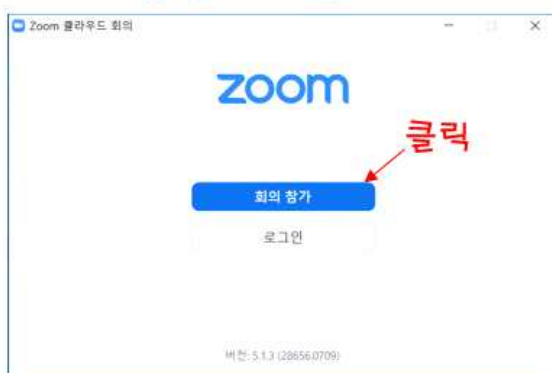 Zoom 클라우드 회의
zoom
클릭
회의 참가
로그인
버전: 5.1.3 (28656.0709)